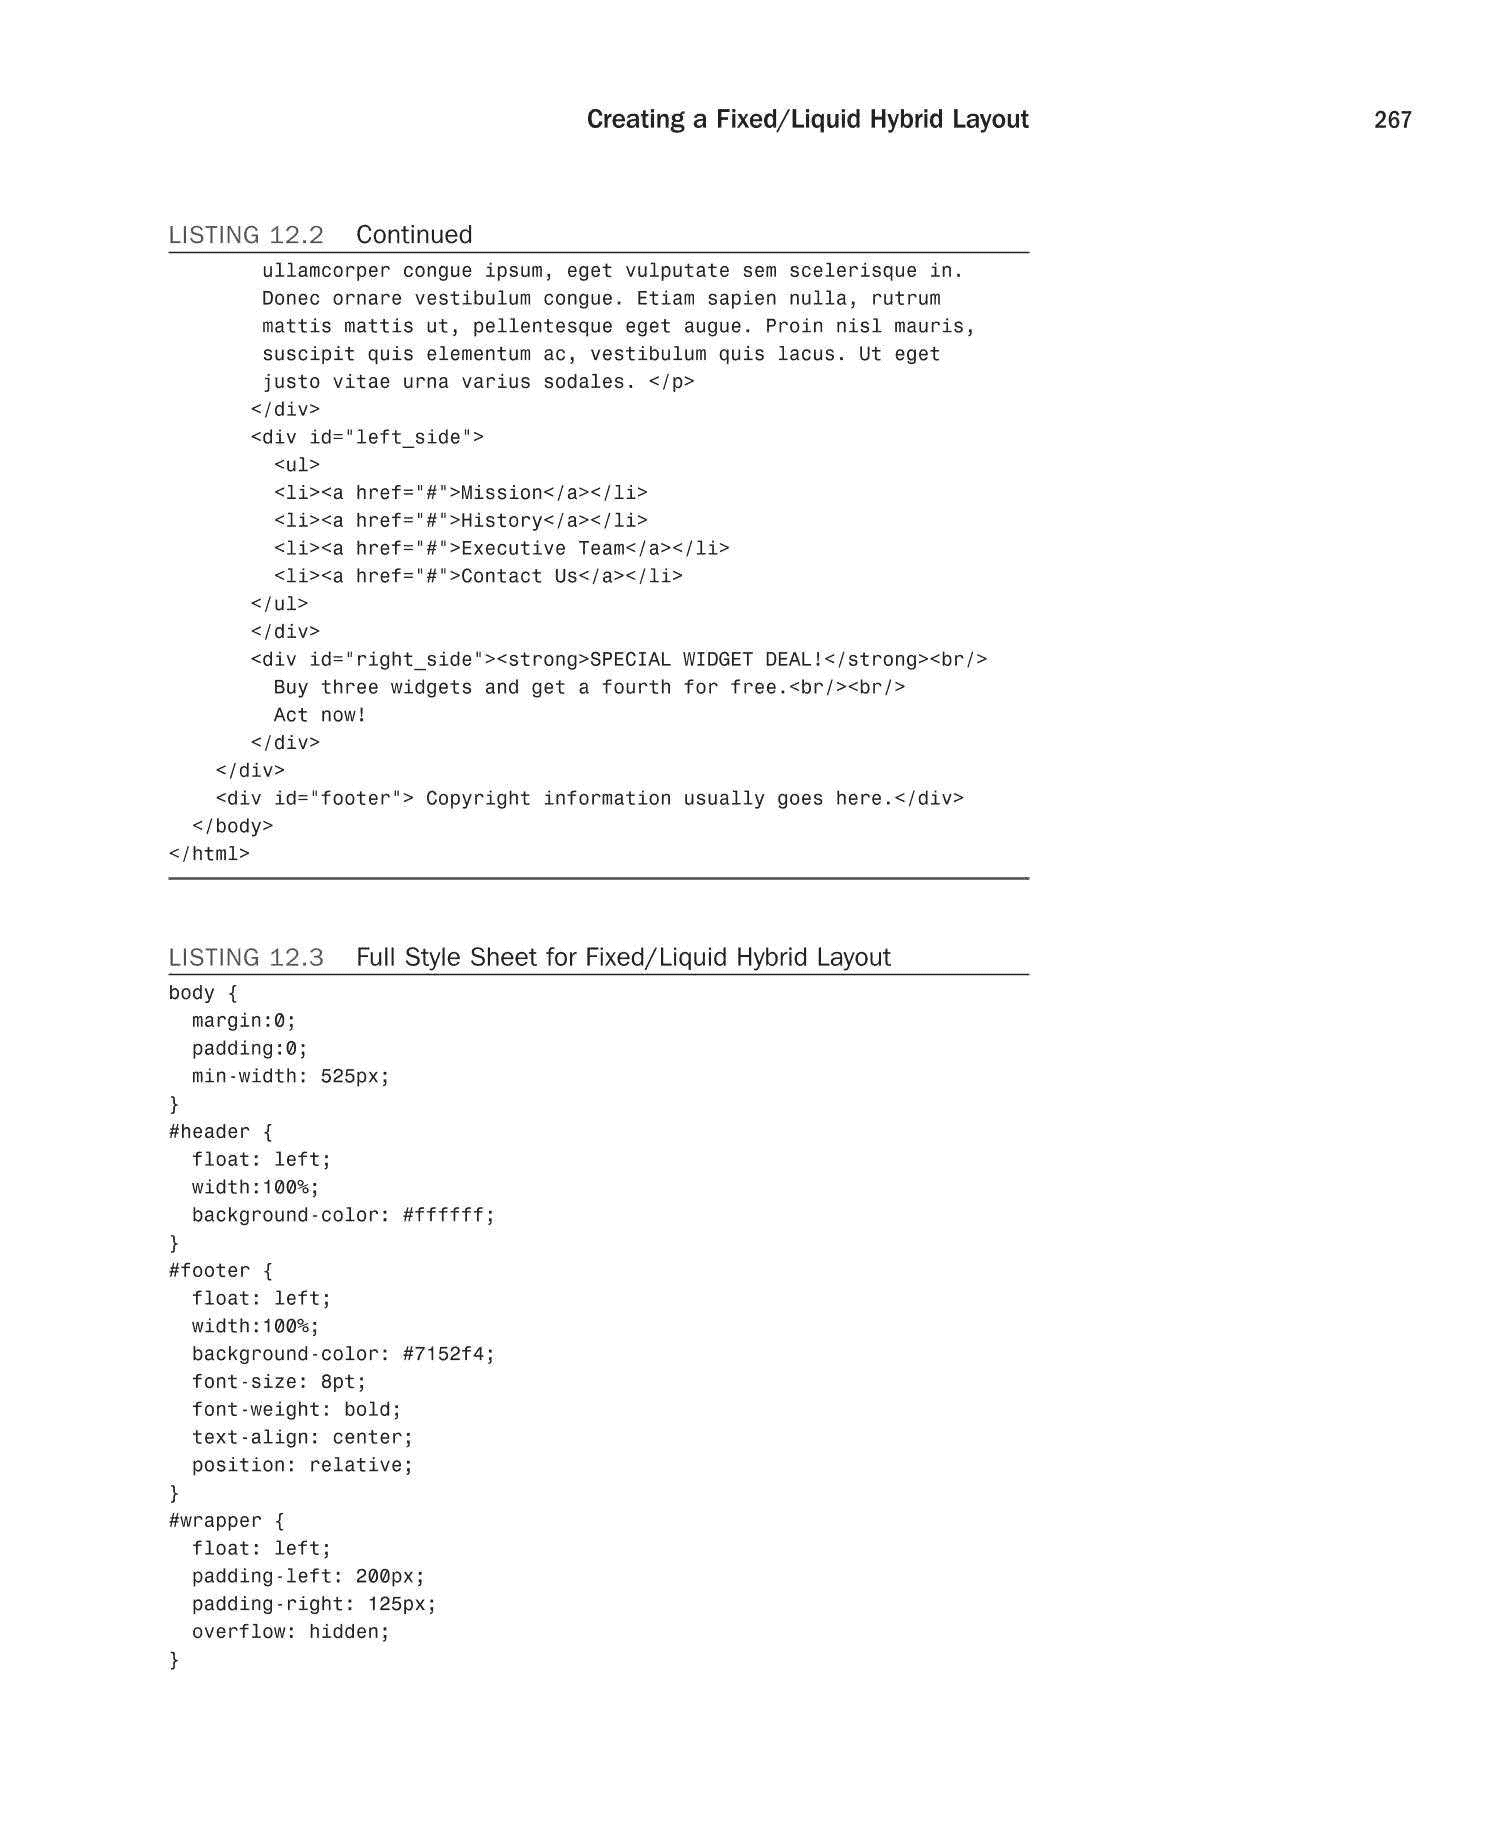 Creating a Fixed/Liquid Hybrid Layout 267
LISTING 12.2 Continued
ullamcorper congue ipsum, eget vulputate sem scelerisque in.
Donec ornare vestibulum congue. Etiam sapien nulla, rutrum
mattis mattis ut, pellentesque eget augue. Proin nisl mauris,
suscipit quis elementum ac, vestibulum quis lacus. Ut eget
justo vitae urna varius sodales. </p>
</div>
<div id="left_side">
<ul>
<li><a href="#">Mission</a></li>
<li><a href="#">History</a></li>
<li><a href="#">Executive Team</a></li>
<li><a href="#">Contact Us</a></li>
</ul>
</div>
<div id="right_side"><strong>SPECIAL WIDGET DEAL!</strong><br/>
Buy three widgets and get a fourth for free.<br/><br/>
Act now!
</div>
</div>
<div id="footer"> Copyright information usually goes here.</div>
</body>
</html>
LISTING 12.3 Full Style Sheet for Fixed/Liquid Hybrid Layout
body {
margin:0;
padding:0;
min-width: 525px;
}
#header {
float: left;
width:100%;
background-color: #ffffff;
}
#footer {
float: left;
width:100%;
background-color: #7152f4;
font-size: 8pt;
font-weight: bold;
text-align: center;
position: relative;
}
#wrapper {
float: left;
padding-left: 200px;
padding-right: 125px;
overflow: hidden;
}